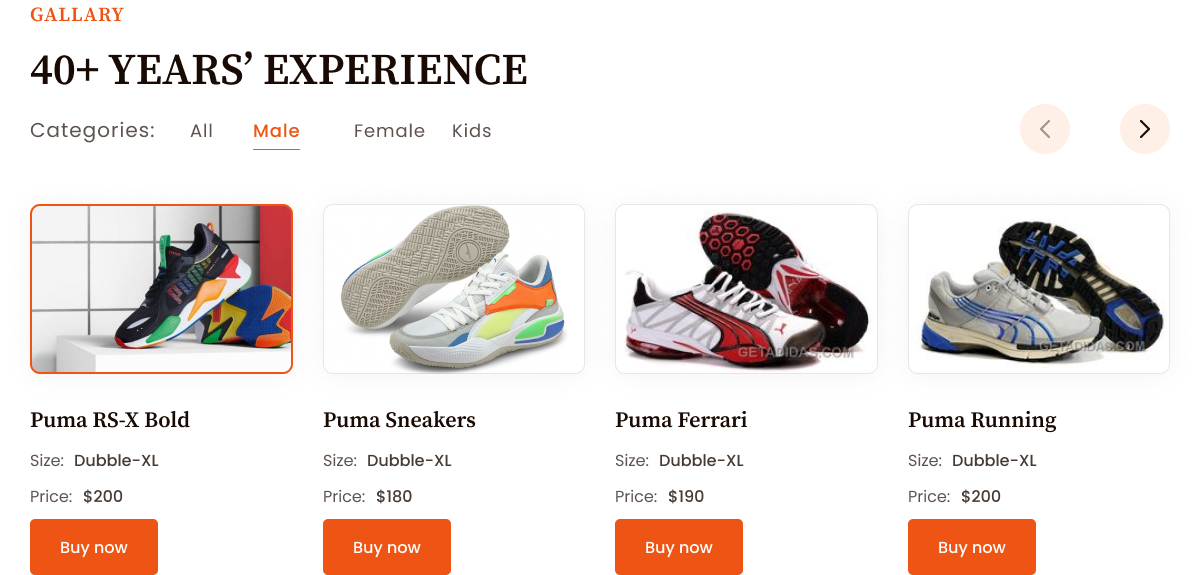 GALLARY
40+ YEARS’ EXPERIENCE
Categories: All Male Female Kids
GETADIDAS.COM
GETADIDAS.COM
Puma RS-X Bold
Puma Sneakers
Puma Ferrari
Puma Running
Size: Dubble-XL
Size: Dubble-XL
Size: Dubble-XL
Size: Dubble-XL
Price: $200
Price: $180
Price: $190
Price: $200
Buy now
Buy now
Buy now
Buy now